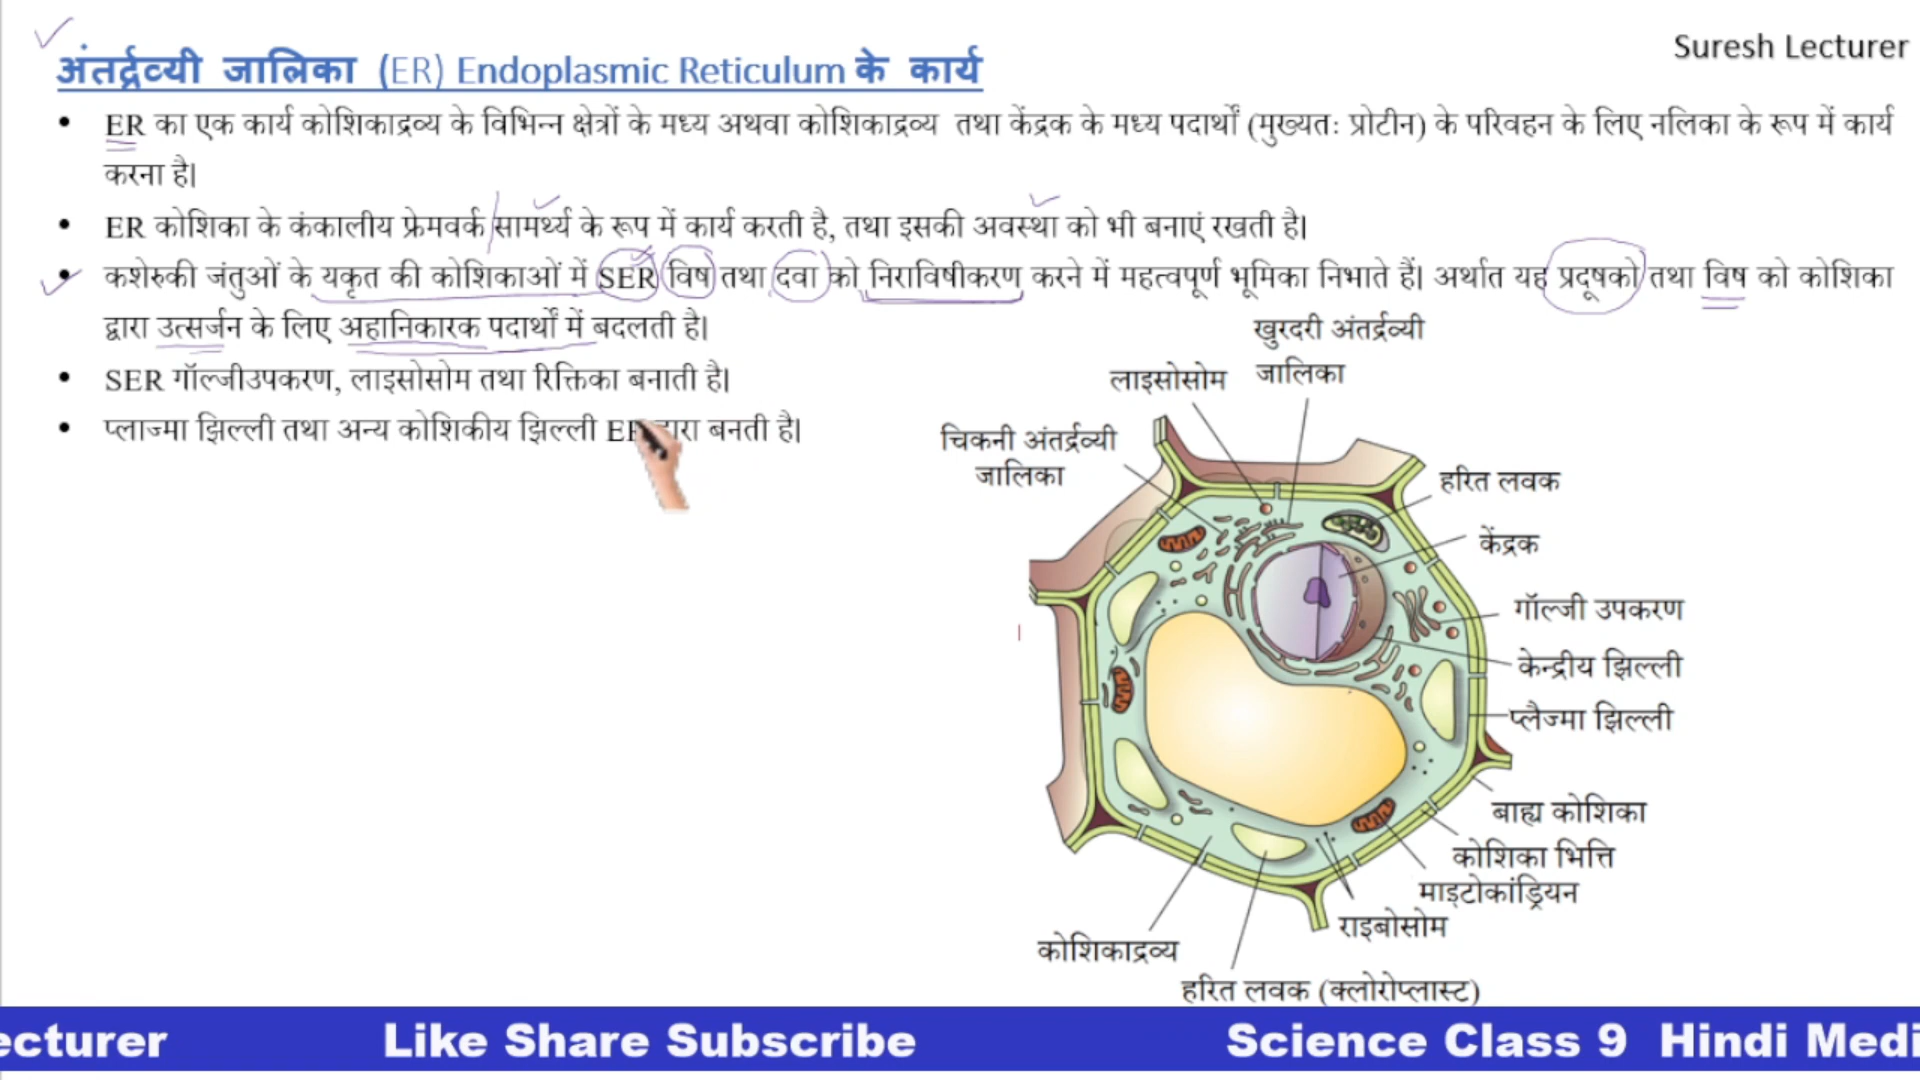 Suresh Lecturer
अंतर्द्रव्यी जालिका (ER) Endoplasmic Reticulum के कार्य
• ER का एक कार्य कोशिकाद्रव्य के विभिन्न क्षेत्रों के मध्य अथवा कोशिकाद्रव्य तथा केंद्रक के मध्य पदार्थों (मुख्यतः प्रोटीन) के परिवहन के लिए नलिका के रूप में कार्य
करना है।
• ER कोशिका के कंकालीय फ्रेमवर्क सामर्थ्य के रूप में कार्य करती है, तथा इसकी अवस्था को भी बनाएं रखती है।
• कशेरुकी जंतुओं के यकृत की कोशिकाओं में SER विष तथा दवा को निराविषीकरण करने में महत्वपूर्ण भूमिका निभाते हैं। अर्थात यह प्रदूषको तथा विष को कोशिका
द्वारा उत्सर्जन के लिए अहानिकारक पदार्थों में बदलती है।
• SER गॉल्जीउपकरण, लाइसोसोम तथा रिक्तिका बनाती है।
• प्लाज्मा झिल्ली तथा अन्य कोशिकीय झिल्ली ER द्वारा बनती है।
खुरदरी अंतर्द्रव्यी
जालिका
लाइसोसोम
चिकनी अंतर्द्रव्यी
जालिका
हरित लवक
केंद्रक
गॉल्जी उपकरण
केन्द्रीय झिल्ली
प्लैज्मा झिल्ली
बाह्य कोशिका
कोशिका भित्ति
माइटोकांड्रियन
राइबोसोम
कोशिकाद्रव्य
हरित लवक (क्लोरोप्लास्ट)
ecturer Like Share Subscribe Science Class 9 Hindi Medi